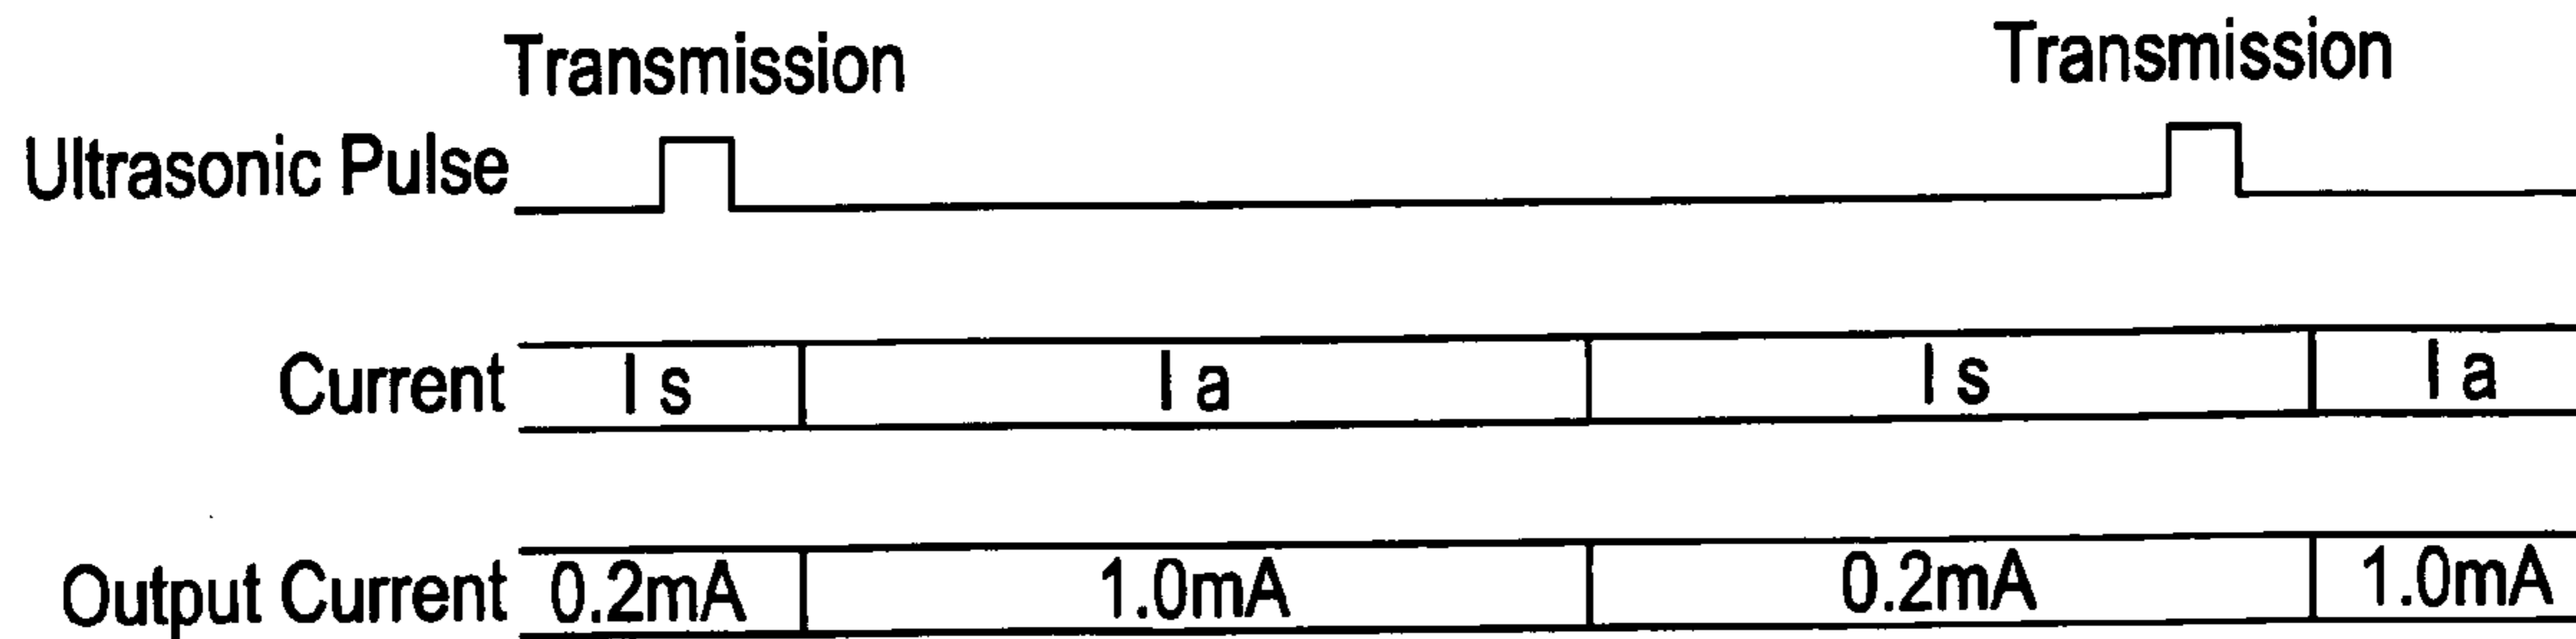 Transmission Transmission
Ultrasonic Pulse
Current I s I a I s I a
Output Current 0.2mA 1.0mA 0.2mA 1.0mA